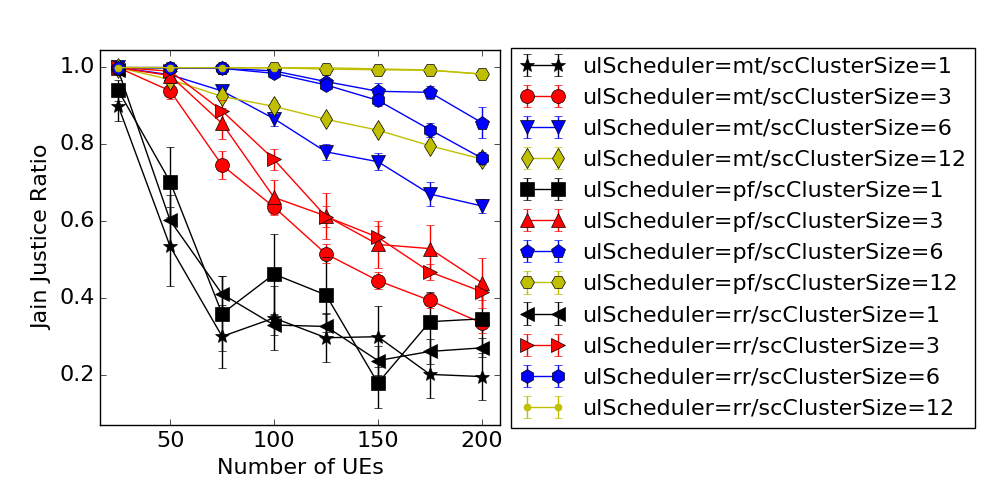 Jain Justice Ratio
1.0
0.8
0.6
0.4
0.2
50
100
150
200
Number of UEs
ulScheduler=mt/scClusterSize=1
ulScheduler=mt/scClusterSize=3
ulScheduler=mt/scClusterSize=6
ulScheduler=mt/scClusterSize=12
ulScheduler=pf/scClusterSize=1
ulScheduler=pf/scClusterSize=3
ulScheduler=pf/scClusterSize=6
ulScheduler=pf/scClusterSize=12
ulScheduler=rr/scClusterSize=1
ulScheduler=rr/scClusterSize=3
ulScheduler=rr/scClusterSize=6
ulScheduler=rr/scClusterSize=12